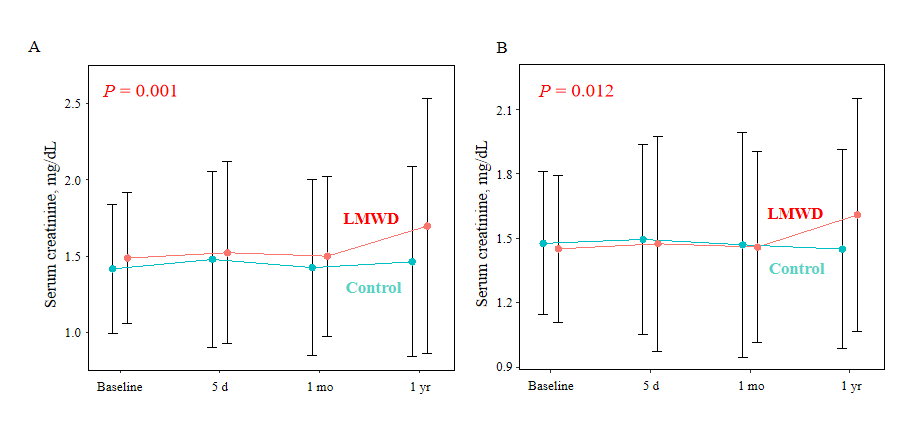 A
P = 0.001
Serum creatinine, mg/dL
2.5
2.0
1.5
1.0
LMWD
Control
Baseline
5 d
1 mo
1 yr
B
P = 0.012
Serum creatinine, mg/dL
2.1
1.8
1.5
1.2
0.9
LMWD
Control
Baseline
5 d
1 mo
1 yr